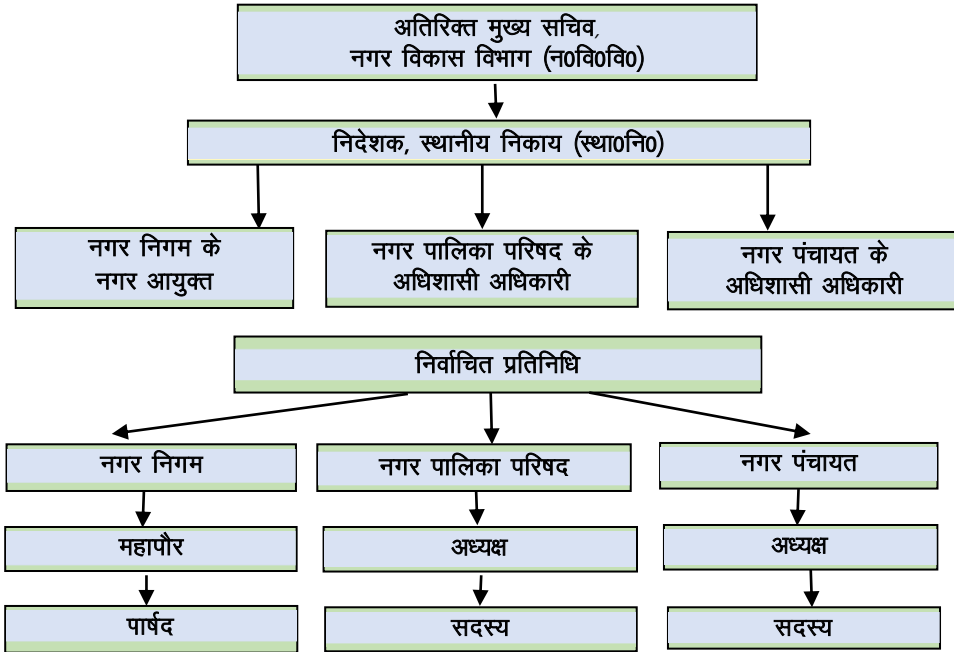 अतिरिक्त मुख्य सचिव,
नगर विकास विभाग (न0वि0वि0)
निदेशक, स्थानीय निकाय (स्था0नि0)
नगर निगम के
नगर आयुक्त
नगर पालिका परिषद के
अधिशासी अधिकारी
नगर पंचायत के
अधिशासी अधिकारी
निर्वाचित प्रतिनिधि
नगर निगम
नगर पालिका परिषद
नगर पंचायत
महापौर
अध्यक्ष
अध्यक्ष
पार्षद
सदस्य
सदस्य